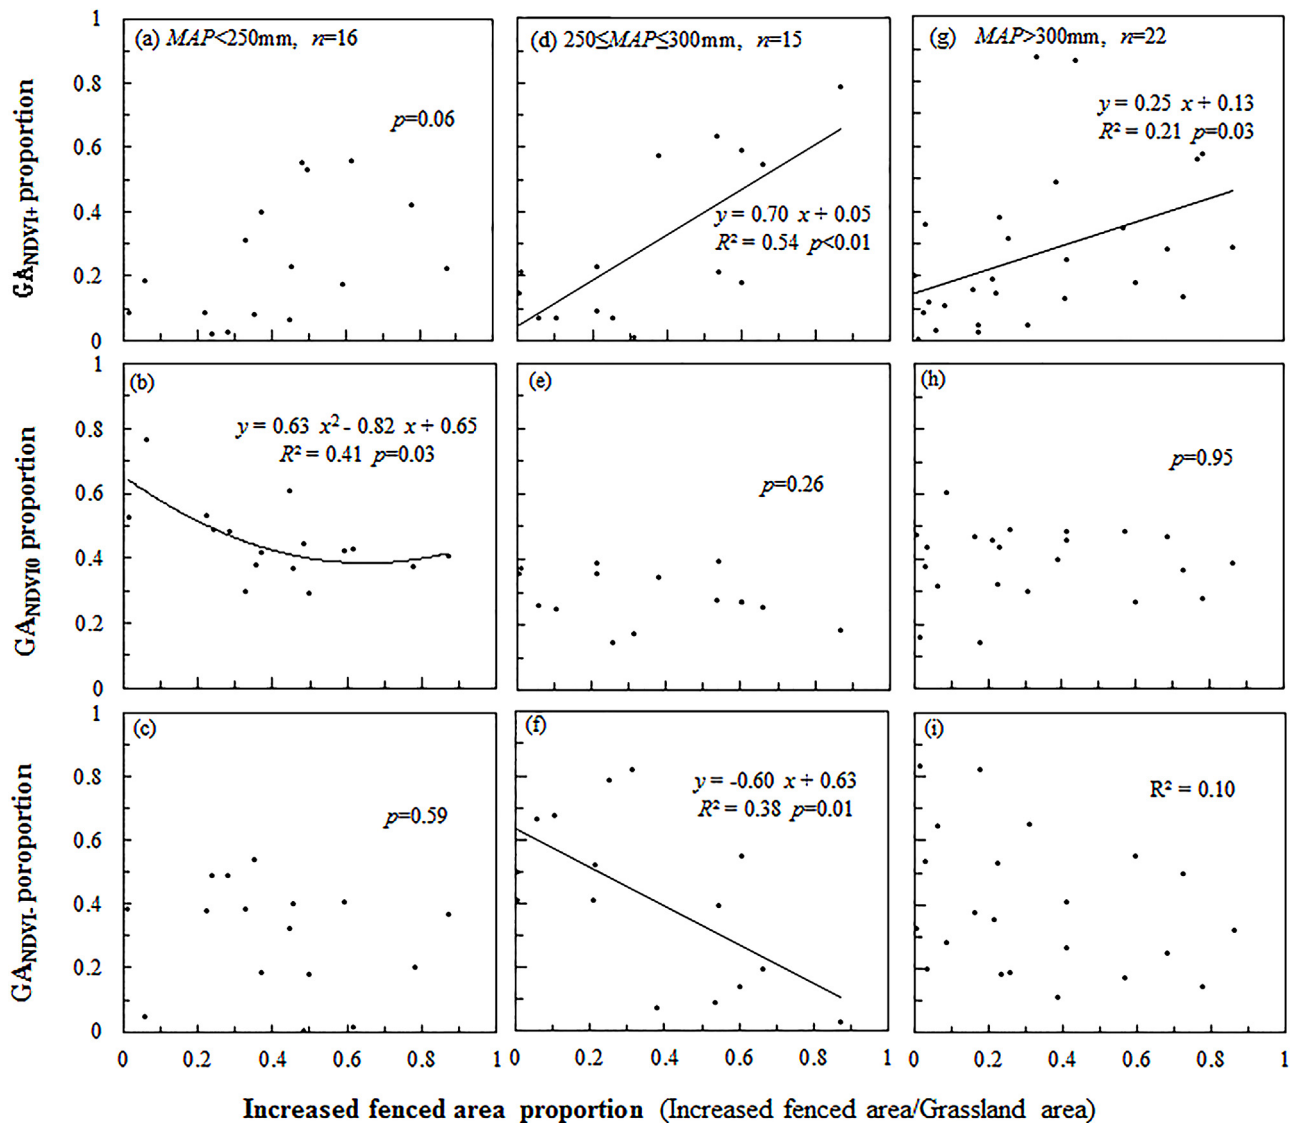 (a) MAP<250mm, n=16
p=0.06
(d) 250≤MAP≤300mm, n=15
y = 0.70 x + 0.05
R² = 0.54 p<0.01
(g) MAP>300mm, n=22
y = 0.25 x + 0.13
R² = 0.21 p=0.03
GA_NDVI+ proportion
1
0.8
0.6
0.4
0.2
0
(b)
y = 0.63 x² - 0.82 x + 0.65
R² = 0.41 p=0.03
(e)
p=0.26
(h)
p=0.95
GA_NDVI0 proportion
1
0.8
0.6
0.4
0.2
0
(c)
p=0.59
(f)
y = -0.60 x + 0.63
R² = 0.38 p=0.01
(i)
R² = 0.10
GA_NDVI- poroportion
1
0.8
0.6
0.4
0.2
0
0 0.2 0.4 0.6 0.8 1
0 0.2 0.4 0.6 0.8 1
0 0.2 0.4 0.6 0.8 1
Increased fenced area proportion (Increased fenced area/Grassland area)